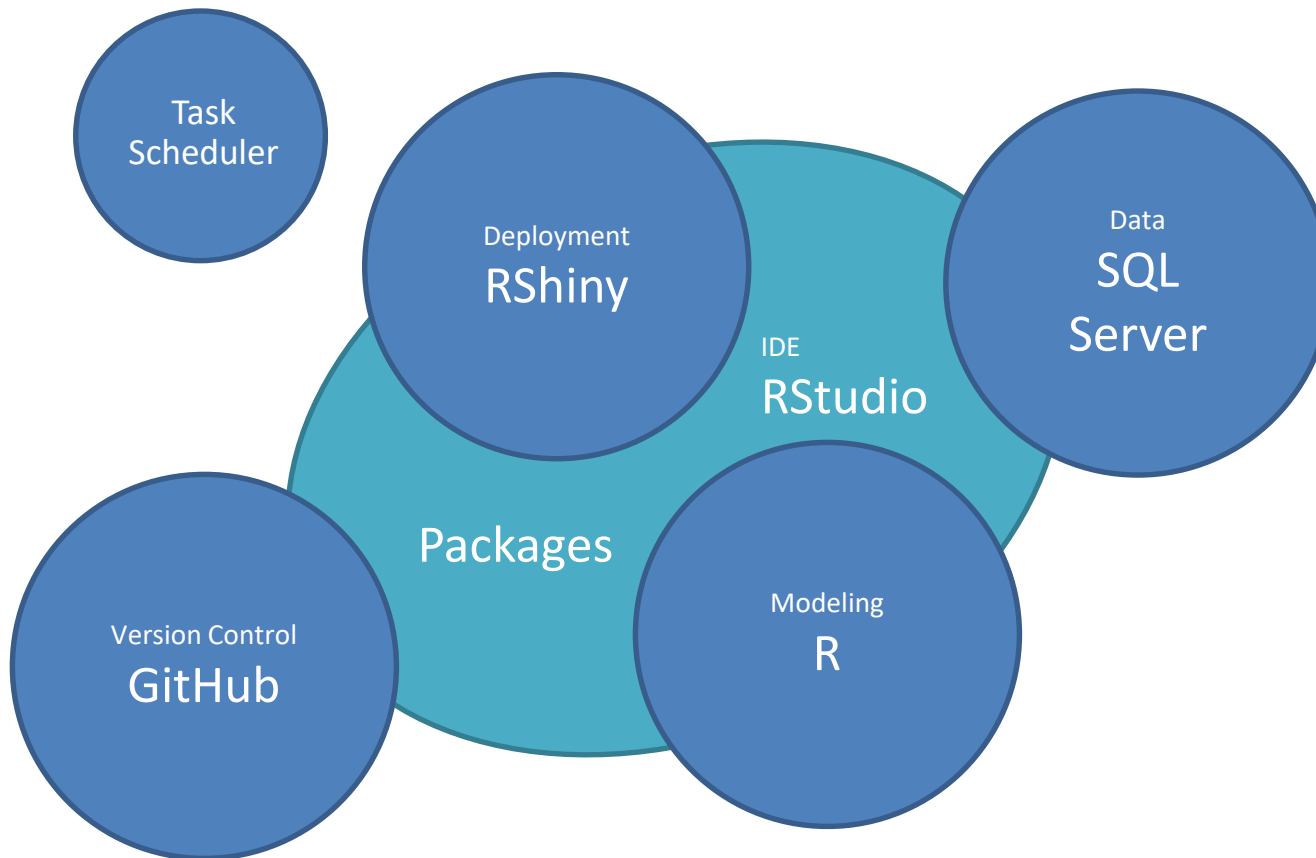 Task
Scheduler
Deployment
RShiny
Data
SQL
Server
IDE
RStudio
Packages
Modeling
R
Version Control
GitHub